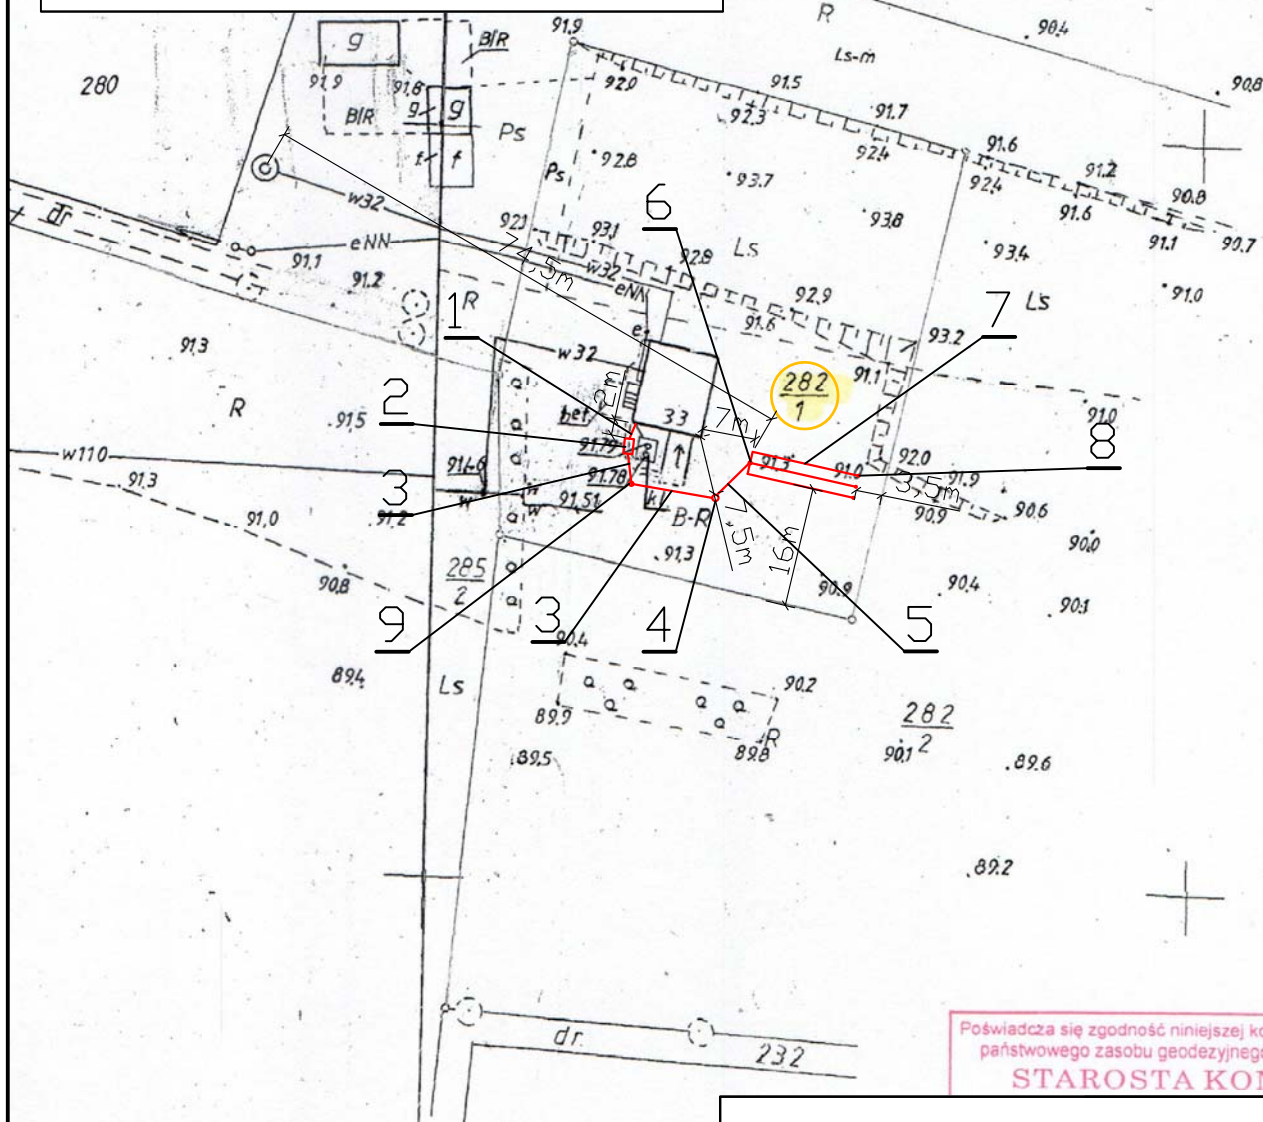 R
90.4
91.9
g
B/R
Ls-m
280
91.9
91.8
92.0
91.5
90.8
B/R
g
g
Ps
92.3
91.7
92.4
91.6
f
f
92.8
Ps
93.7
92.4
91.2
91.6
90.8
w32
6
93.8
dr
92.1
93.1
91.1
90.7
eNN
Ls
93.4
91.1
74,5m
w32
92.8
91.2
eNN
92.9
7
Ls
91.0
1
R
e
91.6
93.2
91.3
w32
282
1
91.1
2m
2
R
bet
33
7m
91.0
91.5
8
w110
91.79
92.0
91.3
91.0
91.6
91.9
91.3
3
91.78
3,5m
w
w
91.51
k
B-R
90.9
90.6
91.0
91.2
7,5m
16m
90.0
91.3
285
2
90.8
90.9
90.4
90.1
9
3
4
5
90.4
89.4
Ls
90.2
282
2
89.9
R
89.8
90.1
89.5
89.6
89.2
dr.
232
Poświadcza się zgodność niniejszej ko
państwowego zasobu geodezyjneg
STAROSTA KO